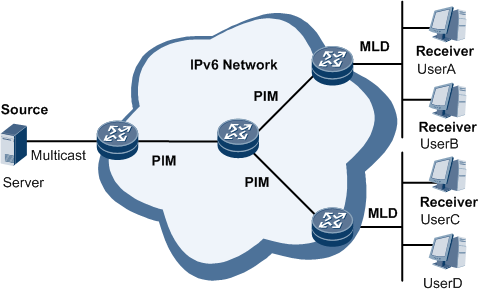 Source
Server
Multicast
IPv6 Network
PIM
PIM
PIM
MLD
MLD
Receiver
UserA
Receiver
UserB
Receiver
UserC
UserD